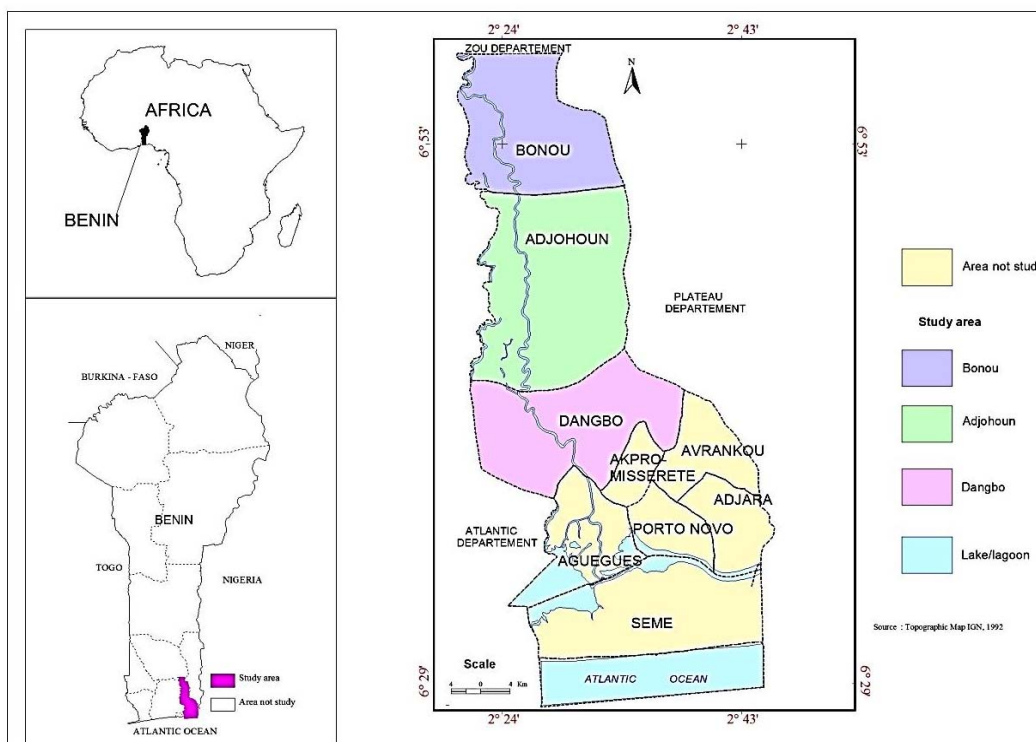 AFRICA
BENIN
NIGER
BURKINA - FASO
BENIN
TOGO
NIGERIA
Study area
Area not study
ATLANTIC OCEAN
2° 24' 2° 43'
ZOU DEPARTEMENT
N
6° 53' 6° 53'
BONOU
ADJOHOUN
PLATEAU
DEPARTEMENT
DANGBO
AKPRO-
MISSERETE
AVRANKOU
ADJARA
ATLANTIC
DEPARTEMENT
PORTO NOVO
AGUEGUES
SEME
Scale
4 0 4 Km
ATLANTIC OCEAN
6° 29' 6° 29'
2° 24' 2° 43'
Area not stud
Study area
Bonou
Adjohoun
Dangbo
Lake/lagoon
Source : Topographic Map IGN, 1992